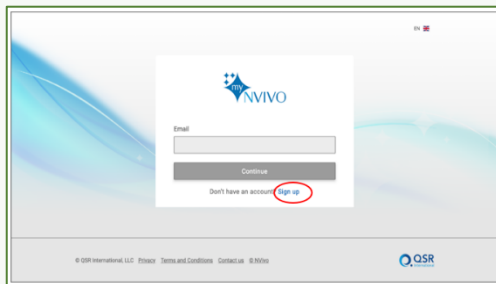 EN
my
NVIVO
Email
Continue
Don't have an account? Sign up
© QSR International, LLC Privacy Terms and Conditions Contact us © NVivo
QSR